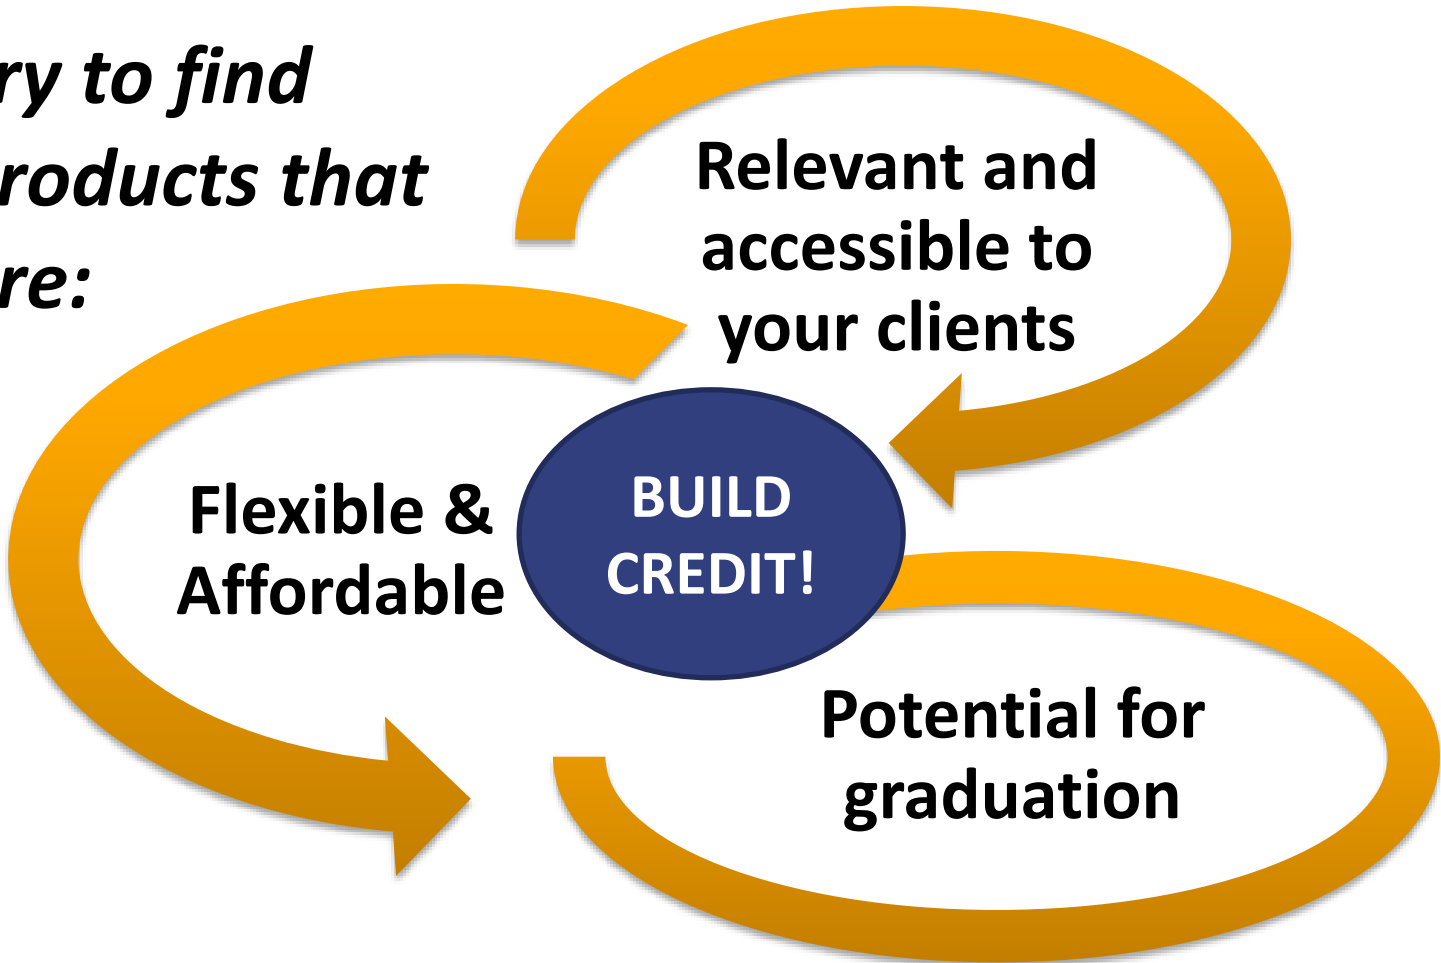 ry to find
roducts that
re:
Relevant and
accessible to
your clients
Flexible &
Affordable
BUILD
CREDIT!
Potential for
graduation